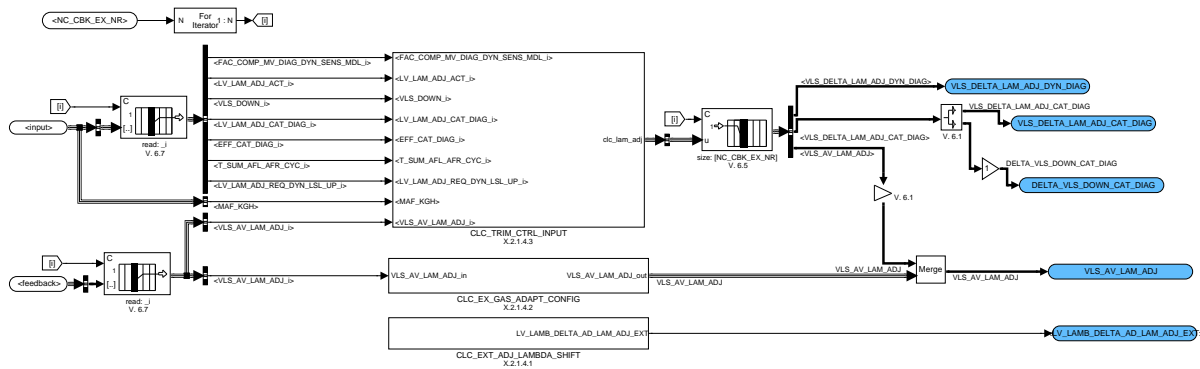 <NC_CBK_EX_NR>
N
For
Iterator
1 : N
[i]
[i]
C
1
[..]
<input>
read: _i
V. 6.7
<FAC_COMP_MV_DIAG_DYN_SENS_MDL_i>
<LV_LAM_ADJ_ACT_i>
<VLS_DOWN_i>
<LV_LAM_ADJ_CAT_DIAG_i>
<EFF_CAT_DIAG_i>
<T_SUM_AFL_AFR_CYC_i>
<LV_LAM_ADJ_REQ_DYN_LSL_UP_i>
<MAF_KGH>
<VLS_AV_LAM_ADJ_i>
<FAC_COMP_MV_DIAG_DYN_SENS_MDL_i>
<LV_LAM_ADJ_ACT_i>
<VLS_DOWN_i>
<LV_LAM_ADJ_CAT_DIAG_i>
<EFF_CAT_DIAG_i>
<T_SUM_AFL_AFR_CYC_i>
<LV_LAM_ADJ_REQ_DYN_LSL_UP_i>
<MAF_KGH>
<VLS_AV_LAM_ADJ_i>
clc_lam_adj
CLC_TRIM_CTRL_INPUT
X.2.1.4.3
[i]
C
1
u
size: [NC_CBK_EX_NR]
V. 6.5
<VLS_DELTA_LAM_ADJ_DYN_DIAG>
VLS_DELTA_LAM_ADJ_DYN_DIAG
<VLS_DELTA_LAM_ADJ_CAT_DIAG>
<VLS_AV_LAM_ADJ>
V. 6.1
VLS_DELTA_LAM_ADJ_CAT_DIAG
VLS_DELTA_LAM_ADJ_CAT_DIAG
1
DELTA_VLS_DOWN_CAT_DIAG
DELTA_VLS_DOWN_CAT_DIAG
V. 6.1
[i]
C
1
[..]
<feedback>
read: _i
V. 6.7
<VLS_AV_LAM_ADJ_i>
VLS_AV_LAM_ADJ_in
VLS_AV_LAM_ADJ_out
CLC_EX_GAS_ADAPT_CONFIG
X.2.1.4.2
VLS_AV_LAM_ADJ
VLS_AV_LAM_ADJ
Merge
VLS_AV_LAM_ADJ
VLS_AV_LAM_ADJ
LV_LAMB_DELTA_AD_LAM_ADJ_EXT
CLC_EXT_ADJ_LAMBDA_SHIFT
X.2.1.4.1
LV_LAMB_DELTA_AD_LAM_ADJ_EXT